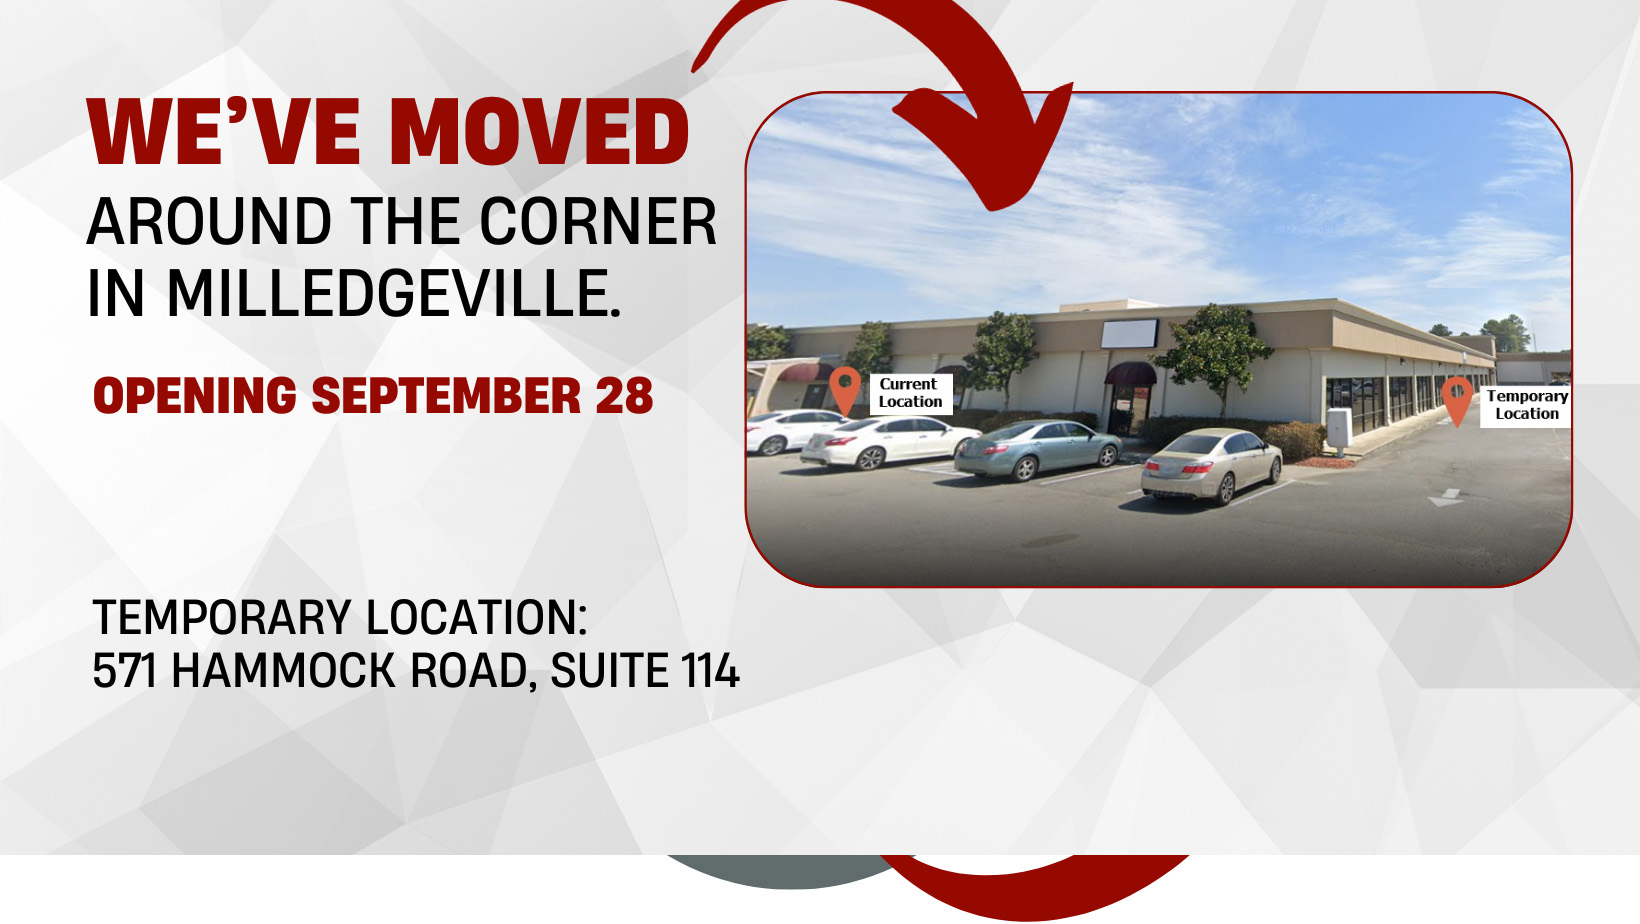 WE'VE MOVED
AROUND THE CORNER
IN MILLEDGEVILLE.
OPENING SEPTEMBER 28
TEMPORARY LOCATION:
571 HAMMOCK ROAD, SUITE 114
Current
Location
Temporary
Location